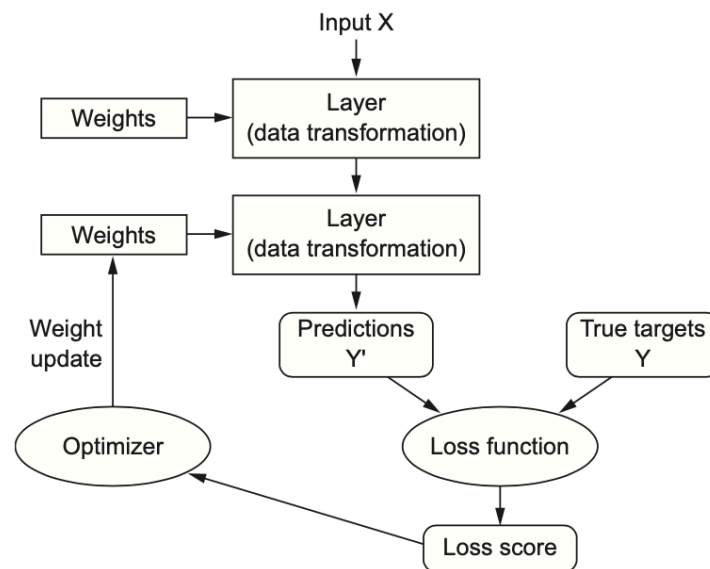 Input X
Layer
(data transformation)
Weights
Layer
(data transformation)
Weights
Weight
update
Predictions
Y'
True targets
Y
Optimizer
Loss function
Loss score